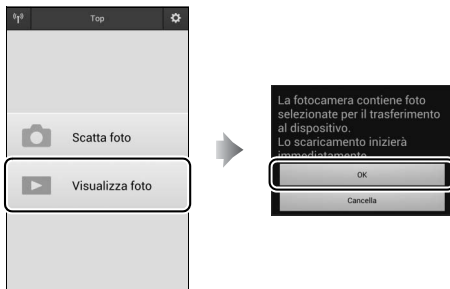 Top
Scatta foto
Visualizza foto
La fotocamera contiene foto
selezionate per il trasferimento
al dispositivo.
Lo scaricamento inizierà
immediatamente
OK
Cancella